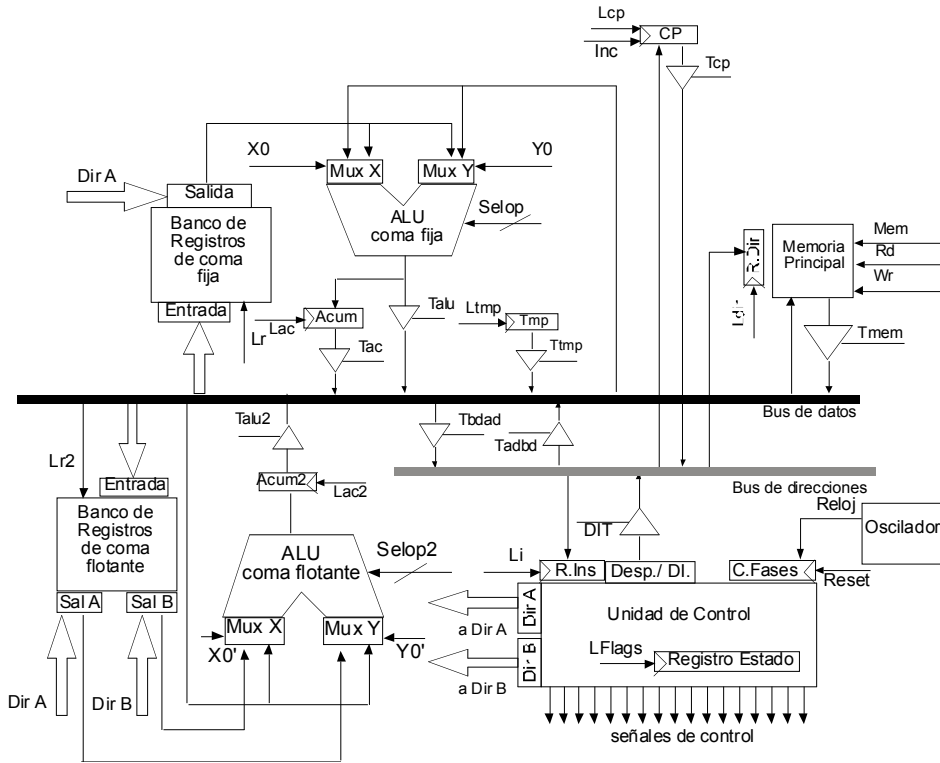 Lcp
CP
Inc
Tcp
X0
Y0
Mux X
Mux Y
Dir A
Salida
Banco de
Registros
de coma
fija
Entrada
ALU
coma fija
Selop
R.Dir
Memoria
Principal
Mem
Rd
Wr
Ldir
Tmem
Lr
Lac
Acum
Talu
Ltmp
Tmp
Tac
Ttmp
Bus de datos
Talu2
Tbdad
Tadbd
Lr2
Entrada
Acum2
Lac2
Bus de direcciones
Banco de
Registros
de coma
flotante
Sal A
Sal B
ALU
coma flotante
Selop2
DIT
Reloj
Oscilador
Li
R.Ins
Desp./ DI.
C.Fases
Reset
Dir A
a Dir A
Unidad de Control
Mux X
Mux Y
X0'
Y0'
Dir B
a Dir B
LFlags
Registro Estado
Dir A
Dir B
señales de control